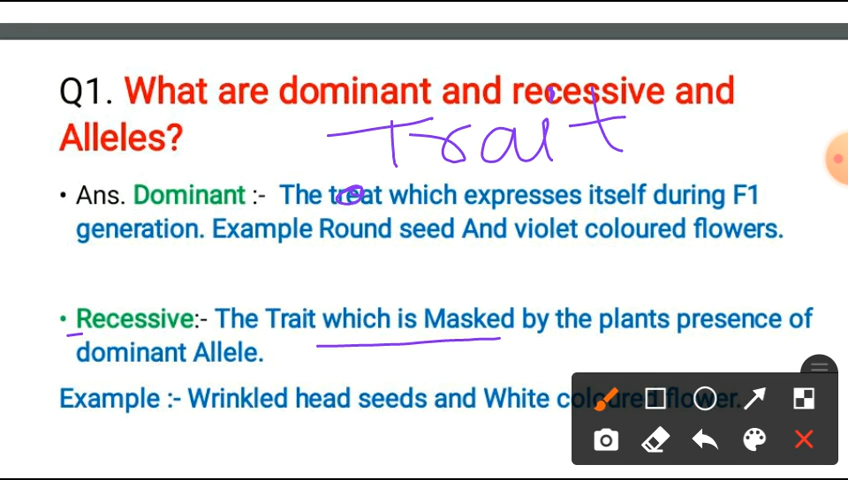 Q1. What are dominant and recessive and
Alleles?
Trait
• Ans. Dominant :- The treat which expresses itself during F1
generation. Example Round seed And violet coloured flowers.
• Recessive:- The Trait which is Masked by the plants presence of
dominant Allele.
Example :- Wrinkled head seeds and White coloured flower.